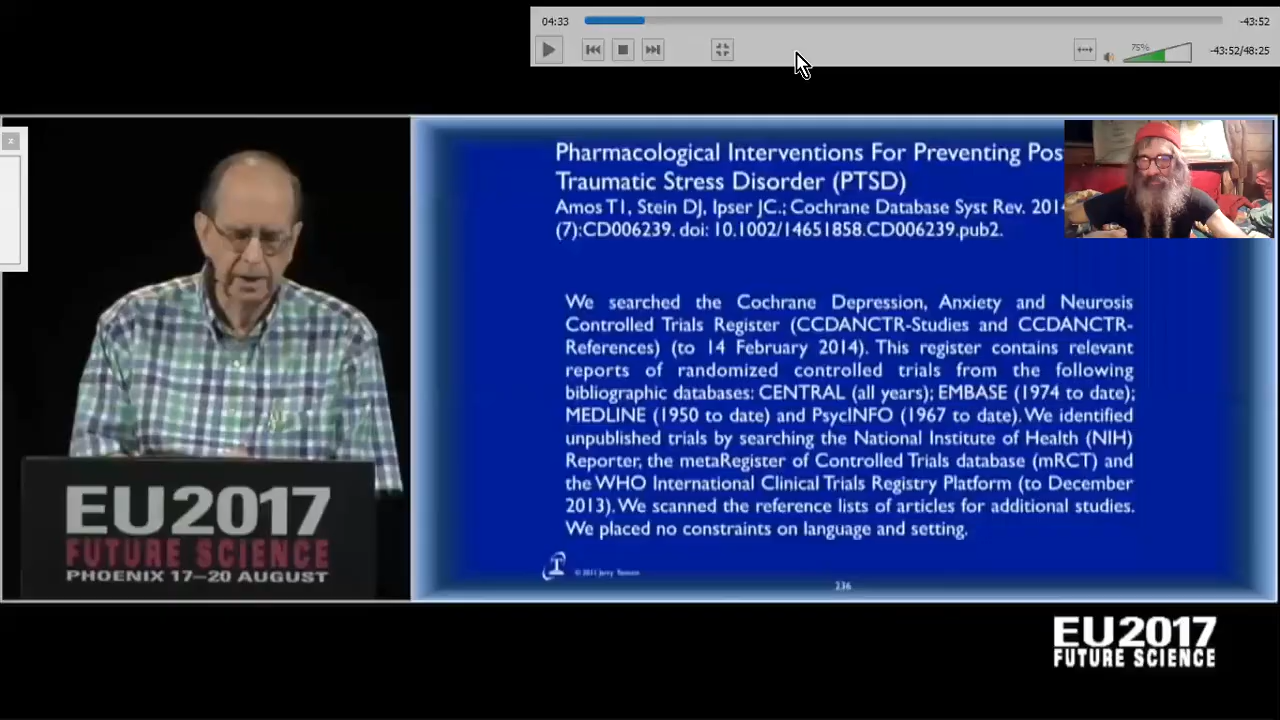 04:33
-43:52
75%
-43:52/48:25
x
Pharmacological Interventions For Preventing Pos
Traumatic Stress Disorder (PTSD)
Amos T1, Stein DJ, Ipser JC.; Cochrane Database Syst Rev. 2014
(7):CD006239. doi: 10.1002/14651858.CD006239.pub2.
We searched the Cochrane Depression, Anxiety and Neurosis
Controlled Trials Register (CCDANCTR-Studies and CCDANCTR-
References) (to 14 February 2014). This register contains relevant
reports of randomized controlled trials from the following
bibliographic databases: CENTRAL (all years); EMBASE (1974 to date);
MEDLINE (1950 to date) and PsycINFO (1967 to date). We identified
unpublished trials by searching the National Institute of Health (NIH)
Reporter, the metaRegister of Controlled Trials database (mRCT) and
the WHO International Clinical Trials Registry Platform (to December
2013). We scanned the reference lists of articles for additional studies.
We placed no constraints on language and setting.
236
EU2017
FUTURE SCIENCE
PHOENIX 17–20 AUGUST
EU2017
FUTURE SCIENCE